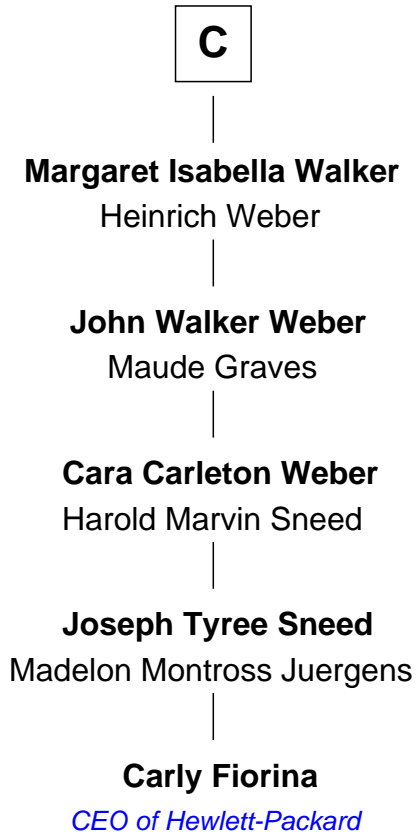 C
Margaret Isabella Walker
Heinrich Weber
John Walker Weber
Maude Graves
Cara Carleton Weber
Harold Marvin Sneed
Joseph Tyree Sneed
Madelon Montross Juergens
Carly Fiorina
CEO of Hewlett-Packard